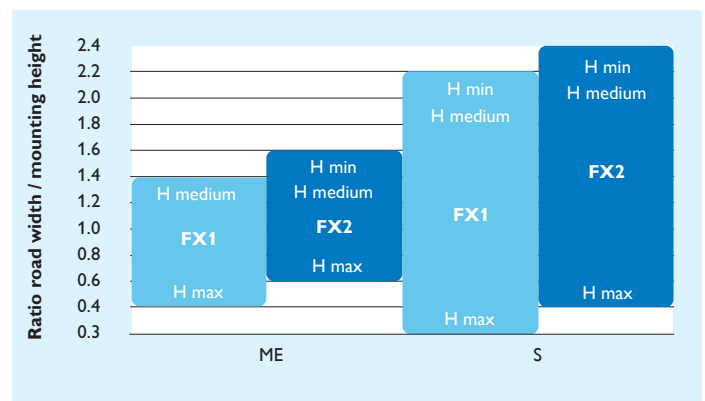 Ratio road width / mounting height
2.4
2.2
2.0
1.8
1.6
1.4
1.2
1.0
0.8
0.6
0.4
0.3
H medium
FX1
H max
H min
H medium
FX2
H max
H min
H medium
FX1
H max
H min
H medium
FX2
H max
ME
S